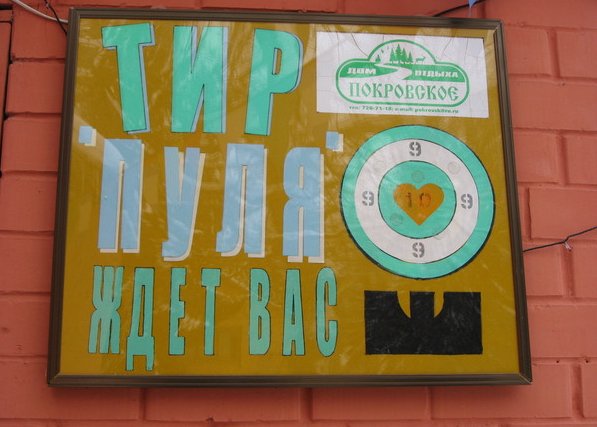 ТИР
"ПУЛЯ"
ЖДЕТ ВАС
ДОМ ОТДЫХА
ПОКРОВСКОЕ
9
9 10 9
9